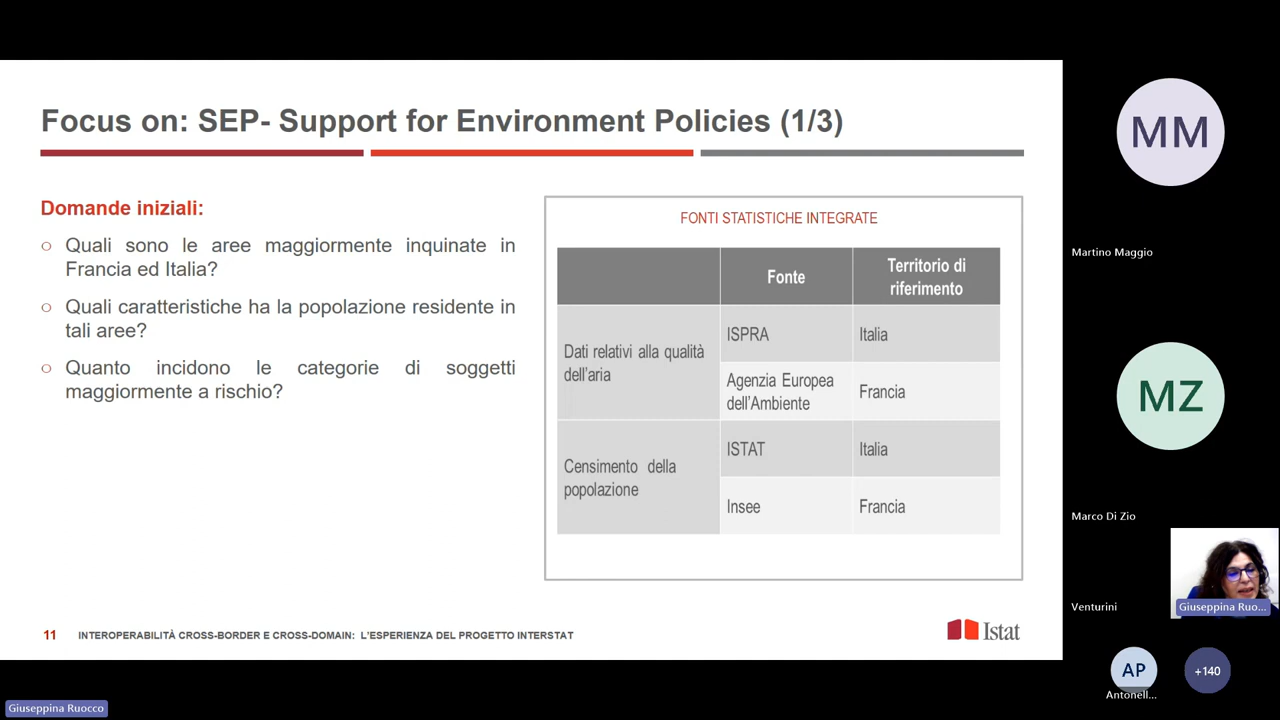 Focus on: SEP- Support for Environment Policies (1/3)
Domande iniziali:
Quali sono le aree maggiormente inquinate in
Francia ed Italia?
Quali caratteristiche ha la popolazione residente in
tali aree?
Quanto incidono le categorie di soggetti
maggiormente a rischio?
FONTI STATISTICHE INTEGRATE
Fonte
Territorio di
riferimento
Dati relativi alla qualità
dell'aria
ISPRA
Italia
Agenzia Europea
dell'Ambiente
Francia
Censimento della
popolazione
ISTAT
Italia
Insee
Francia
11 INTEROPERABILITÀ CROSS-BORDER E CROSS-DOMAIN: L'ESPERIENZA DEL PROGETTO INTERSTAT
Istat
MM
Martino Maggio
MZ
Marco Di Zio
Venturini
Giuseppina Ruo...
AP
Antonell...
+140
Giuseppina Ruocco